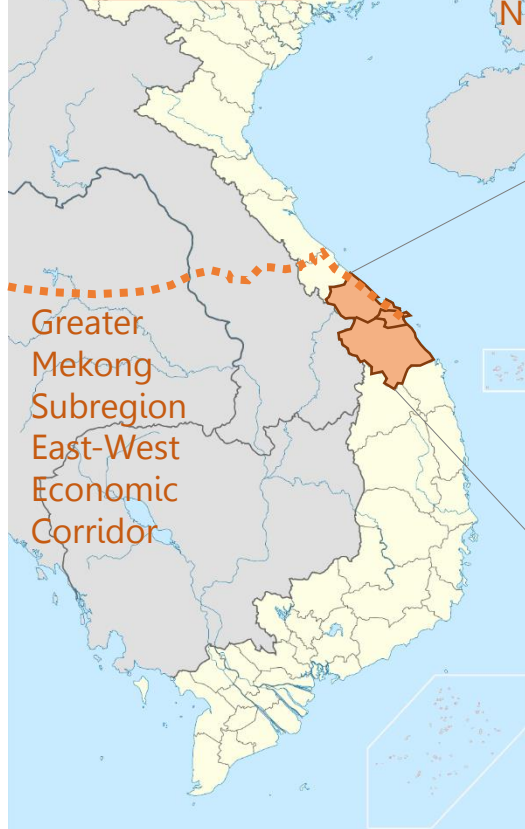 N
Greater
Mekong
Subregion
East-West
Economic
Corridor